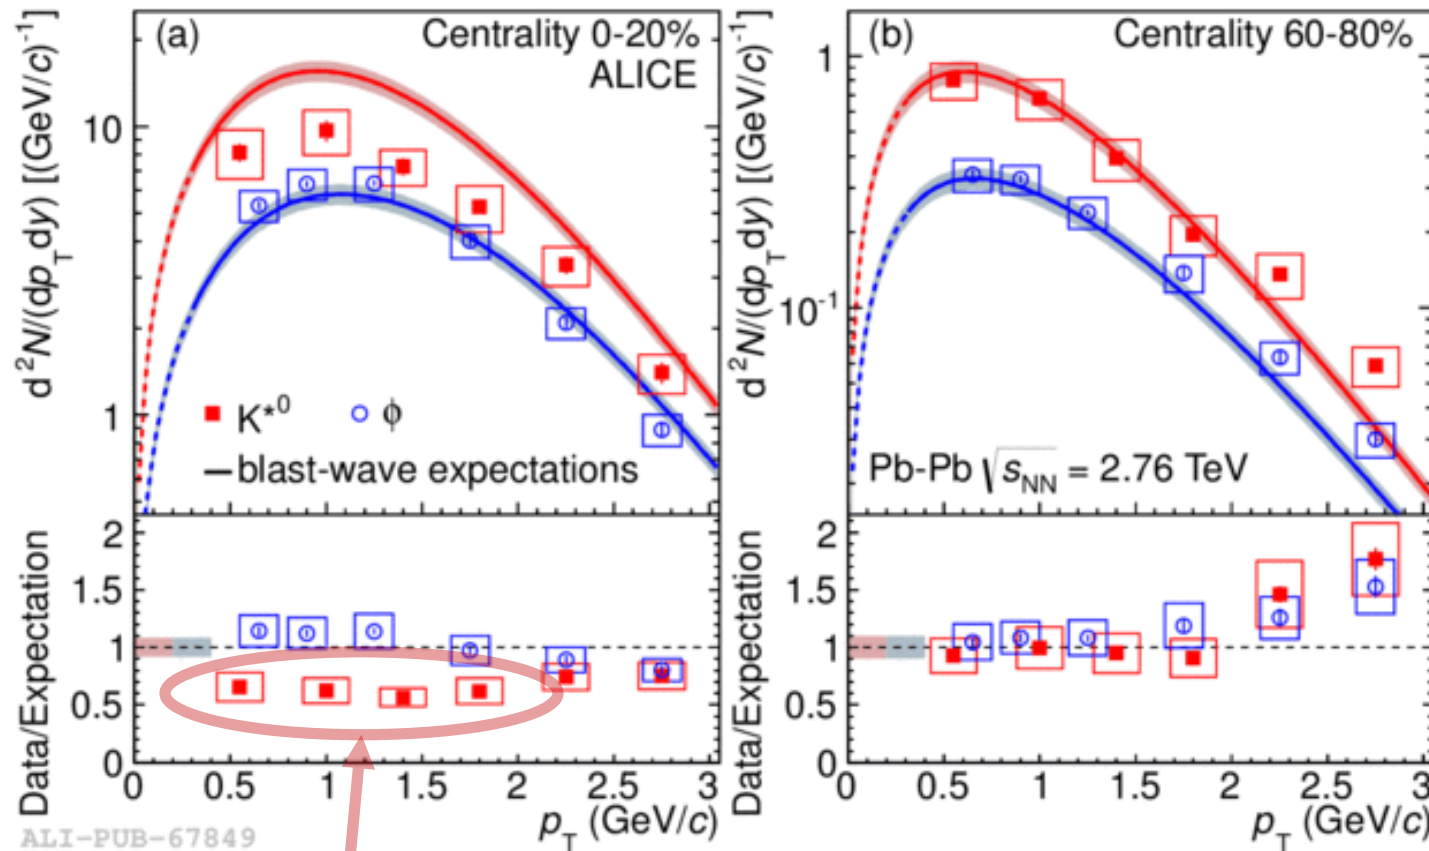 (a) Centrality 0-20%
ALICE
d²N/(dp_T dy) [(GeV/c)⁻¹]
10
1
K*⁰ ϕ
blast-wave expectations
Data/Expectation
2
1.5
1
0.5
0
0 0.5 1 1.5 2 2.5 3
p_T (GeV/c)
ALI-PUB-67849
(b) Centrality 60-80%
d²N/(dp_T dy) [(GeV/c)⁻¹]
1
10⁻¹
Pb-Pb √s_NN = 2.76 TeV
Data/Expectation
2
1.5
1
0.5
0
0 0.5 1 1.5 2 2.5 3
p_T (GeV/c)